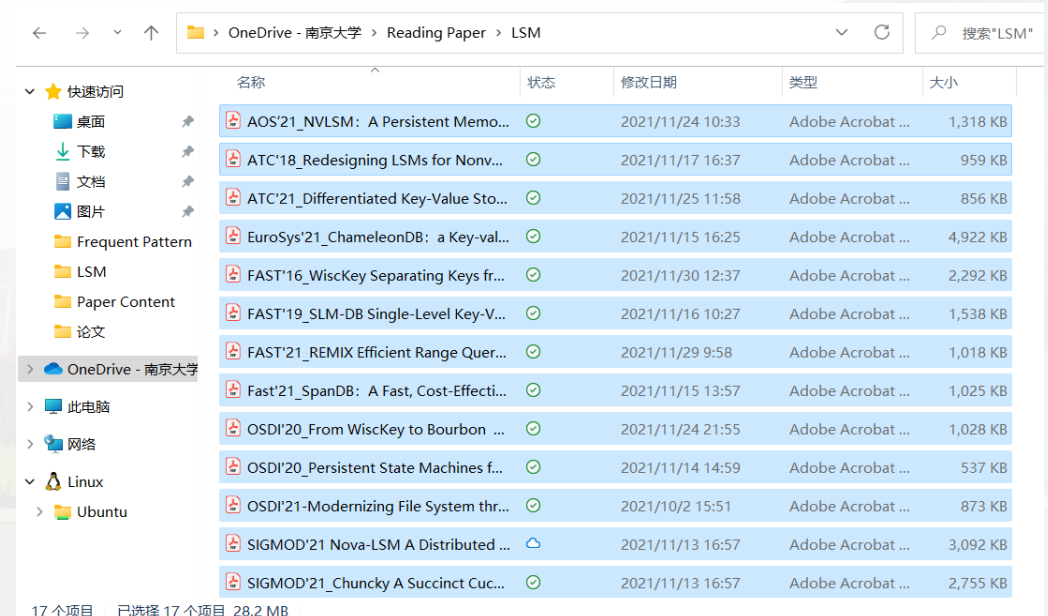 OneDrive - 南京大学 › Reading Paper › LSM
搜索"LSM"
名称 状态 修改日期 类型 大小
快速访问
桌面
下载
文档
图片
Frequent Pattern
LSM
Paper Content
论文
OneDrive - 南京大学
此电脑
网络
Linux
Ubuntu
AOS'21_NVLSM：A Persistent Memo... 2021/11/24 10:33 Adobe Acrobat ... 1,318 KB
ATC'18_Redesigning LSMs for Nonv... 2021/11/17 16:37 Adobe Acrobat ... 959 KB
ATC'21_Differentiated Key-Value Sto... 2021/11/25 11:58 Adobe Acrobat ... 856 KB
EuroSys'21_ChameleonDB：a Key-val... 2021/11/15 16:25 Adobe Acrobat ... 4,922 KB
FAST'16_WiscKey Separating Keys fr... 2021/11/30 12:37 Adobe Acrobat ... 2,292 KB
FAST'19_SLM-DB Single-Level Key-V... 2021/11/16 10:27 Adobe Acrobat ... 1,538 KB
FAST'21_REMIX Efficient Range Quer... 2021/11/29 9:58 Adobe Acrobat ... 1,018 KB
Fast'21_SpanDB：A Fast, Cost-Effecti... 2021/11/15 13:57 Adobe Acrobat ... 1,025 KB
OSDI'20_From WiscKey to Bourbon ... 2021/11/24 21:55 Adobe Acrobat ... 1,028 KB
OSDI'20_Persistent State Machines f... 2021/11/14 14:59 Adobe Acrobat ... 537 KB
OSDI'21-Modernizing File System thr... 2021/10/2 15:51 Adobe Acrobat ... 873 KB
SIGMOD'21 Nova-LSM A Distributed ... 2021/11/13 16:57 Adobe Acrobat ... 3,092 KB
SIGMOD'21_Chuncky A Succinct Cuc... 2021/11/13 16:57 Adobe Acrobat ... 2,755 KB
17 个项目 已选择 17 个项目 28.2 MB